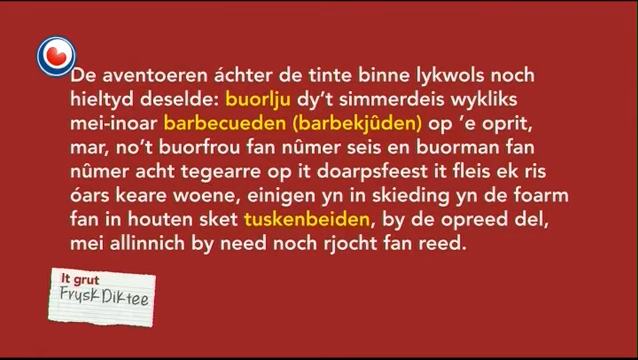 De aventoeren áchter de tinte binne lykwols noch
hieltyd deselde: buorlju dy't simmerdeis wykliks
mei-inoar barbecueden (barbekjûden) op 'e oprit,
mar, no't buorfrou fan nûmer seis en buorman fan
nûmer acht tegearre op it doarpsfeest it fleis ek ris
óars keare woene, einigen yn in skieding yn de foarm
fan in houten sket tuskenbeiden, by de opreed del,
mei allinnich by need noch rjocht fan reed.
It grut
Frysk Diktee